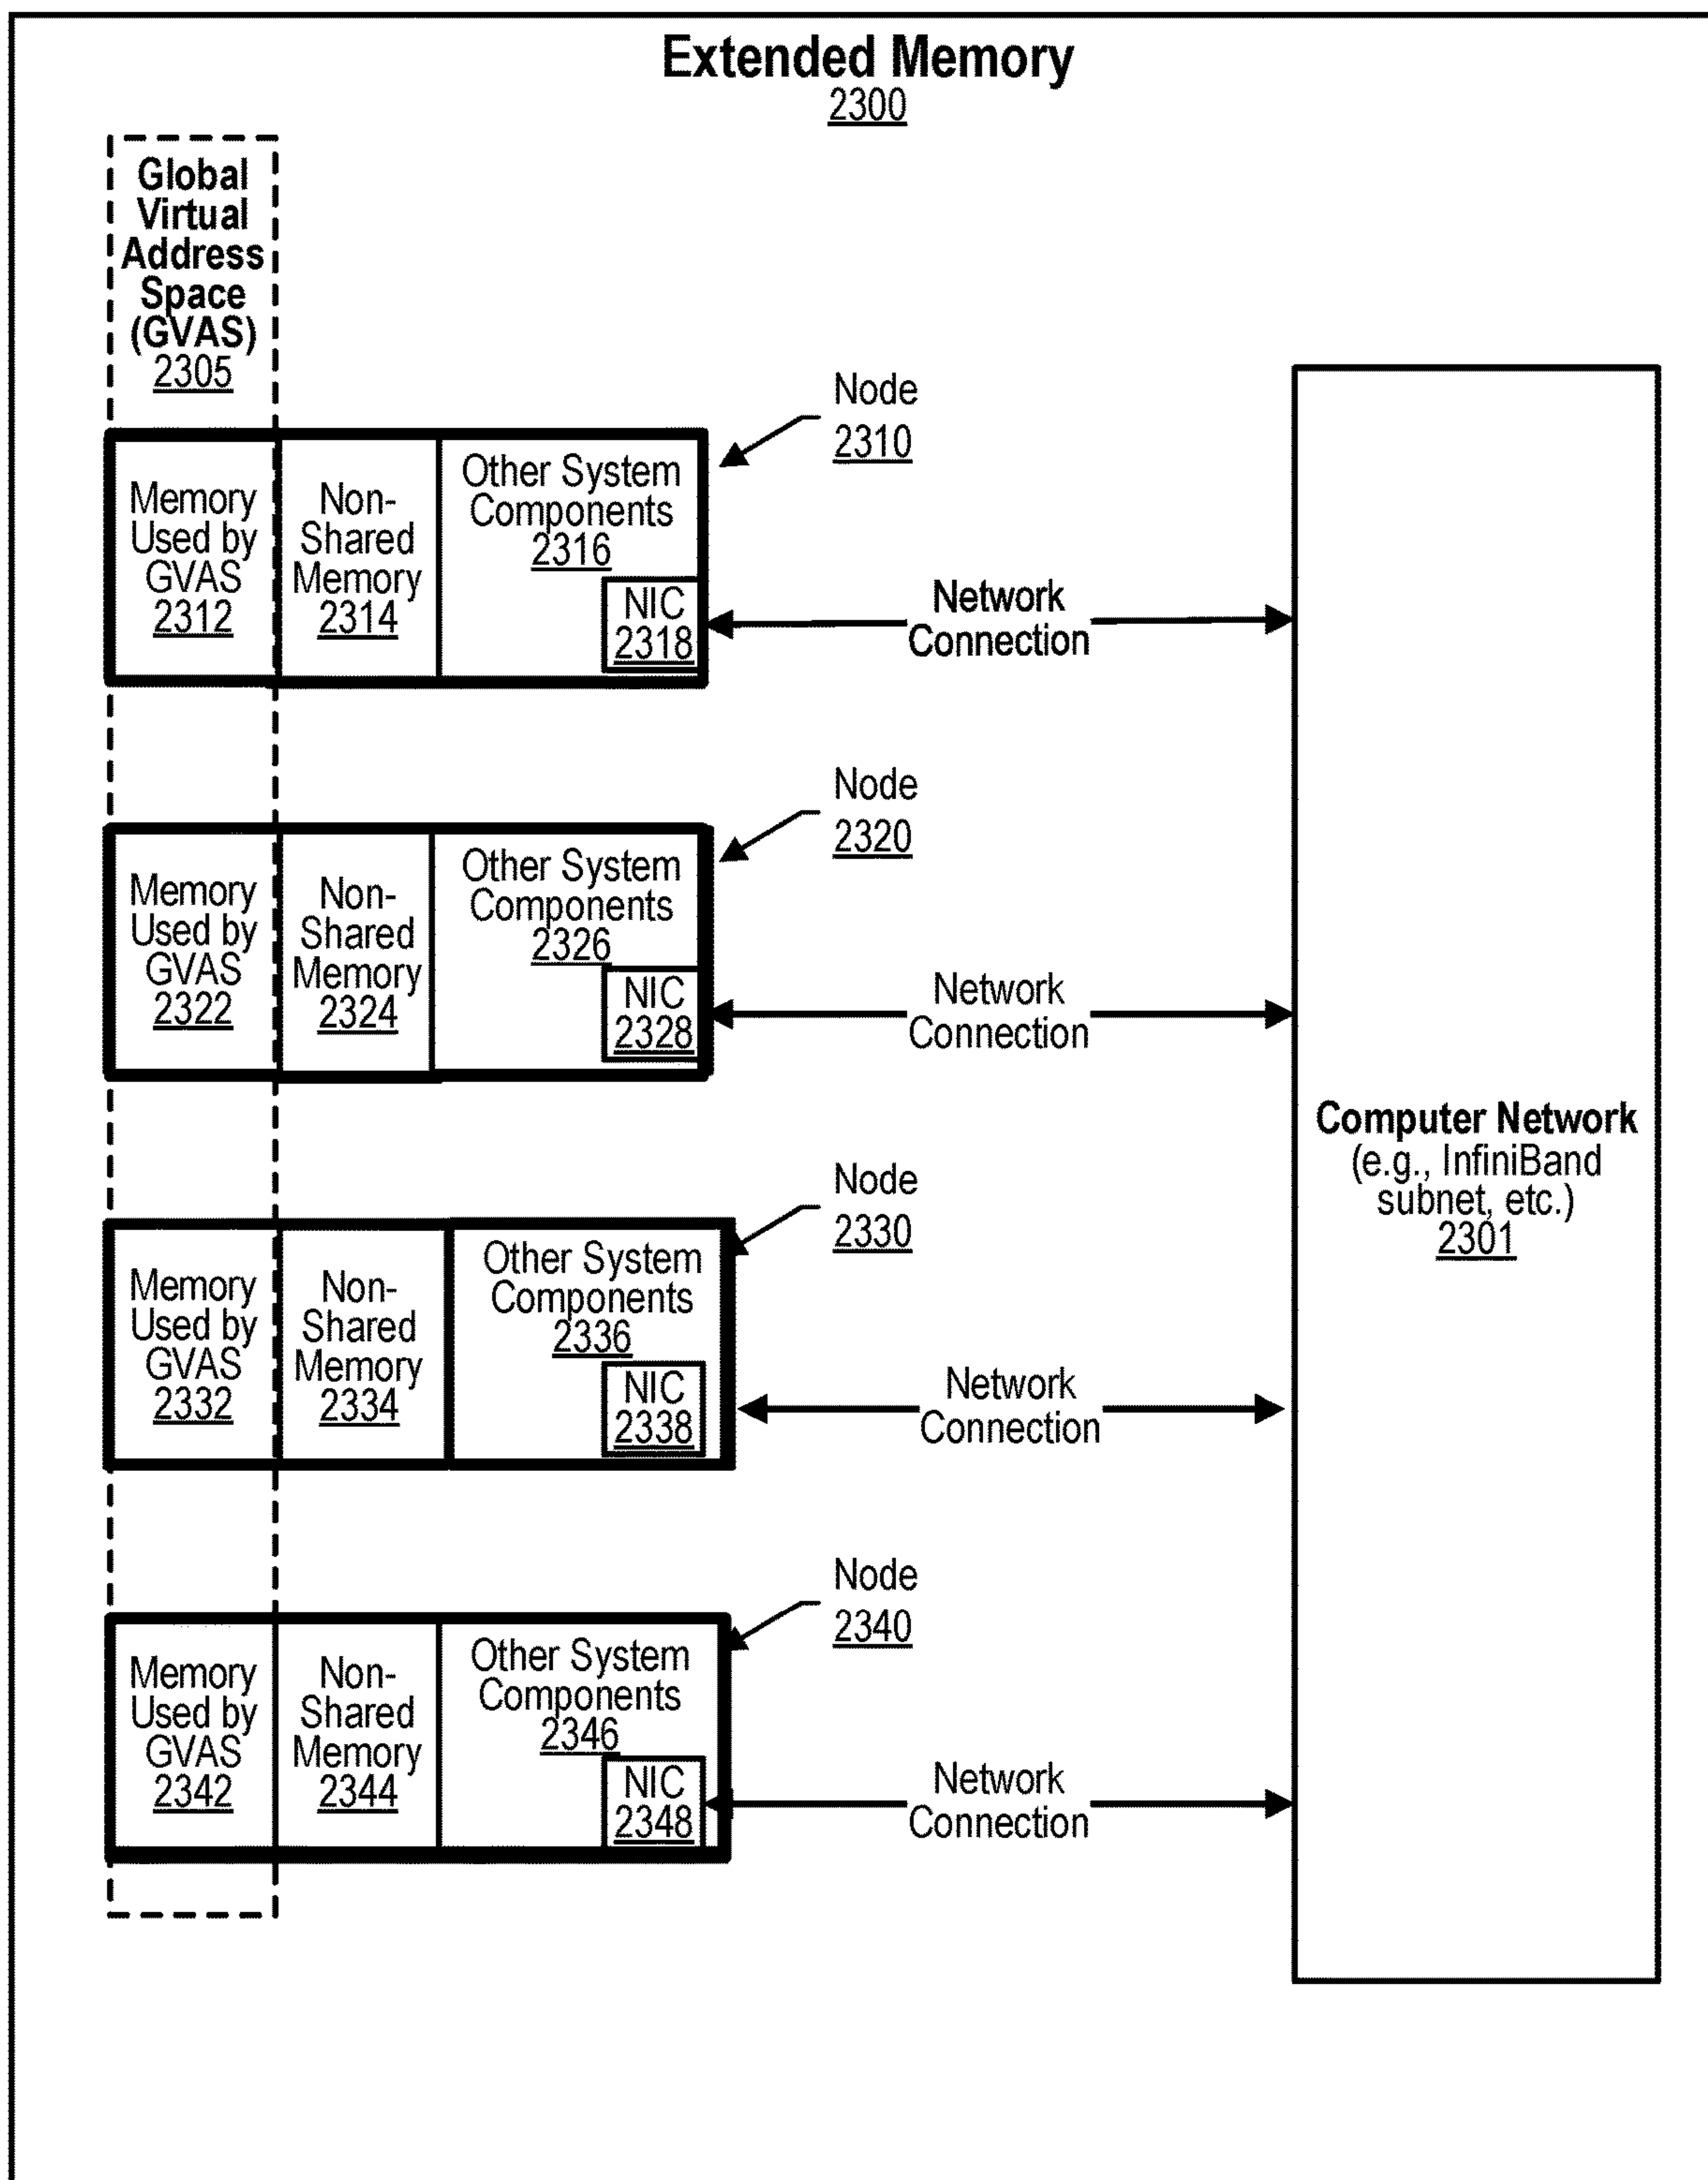 Extended Memory
2300
Global
Virtual
Address
Space
(GVAS)
2305
Node
2310
Memory
Used by
GVAS
2312
Non-
Shared
Memory
2314
Other System
Components
2316
NIC
2318
Network
Connection
Node
2320
Memory
Used by
GVAS
2322
Non-
Shared
Memory
2324
Other System
Components
2326
NIC
2328
Network
Connection
Node
2330
Memory
Used by
GVAS
2332
Non-
Shared
Memory
2334
Other System
Components
2336
NIC
2338
Network
Connection
Node
2340
Memory
Used by
GVAS
2342
Non-
Shared
Memory
2344
Other System
Components
2346
NIC
2348
Network
Connection
Computer Network
(e.g., InfiniBand
subnet, etc.)
2301